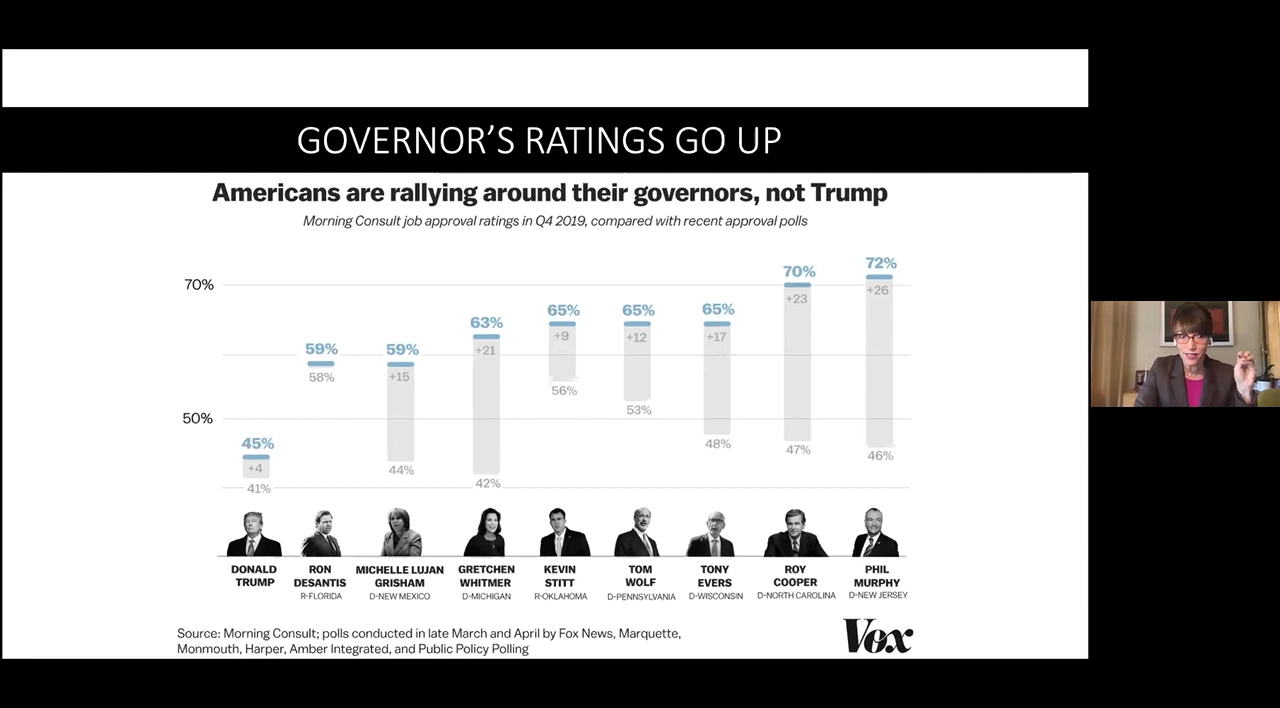 GOVERNOR'S RATINGS GO UP
Americans are rallying around their governors, not Trump
Morning Consult job approval ratings in Q4 2019, compared with recent approval polls
70%
50%
45%
+4
41%
59%
58%
59%
+15
44%
63%
+21
42%
65%
+9
56%
65%
+12
53%
65%
+17
48%
70%
+23
47%
72%
+26
46%
DONALD
TRUMP
RON
DESANTIS
R-FLORIDA
MICHELLE LUJAN
GRISHAM
D-NEW MEXICO
GRETCHEN
WHITMER
D-MICHIGAN
KEVIN
STITT
R-OKLAHOMA
TOM
WOLF
D-PENNSYLVANIA
TONY
EVERS
D-WISCONSIN
ROY
COOPER
D-NORTH CAROLINA
PHIL
MURPHY
D-NEW JERSEY
Source: Morning Consult; polls conducted in late March and April by Fox News, Marquette,
Monmouth, Harper, Amber Integrated, and Public Policy Polling
Vox